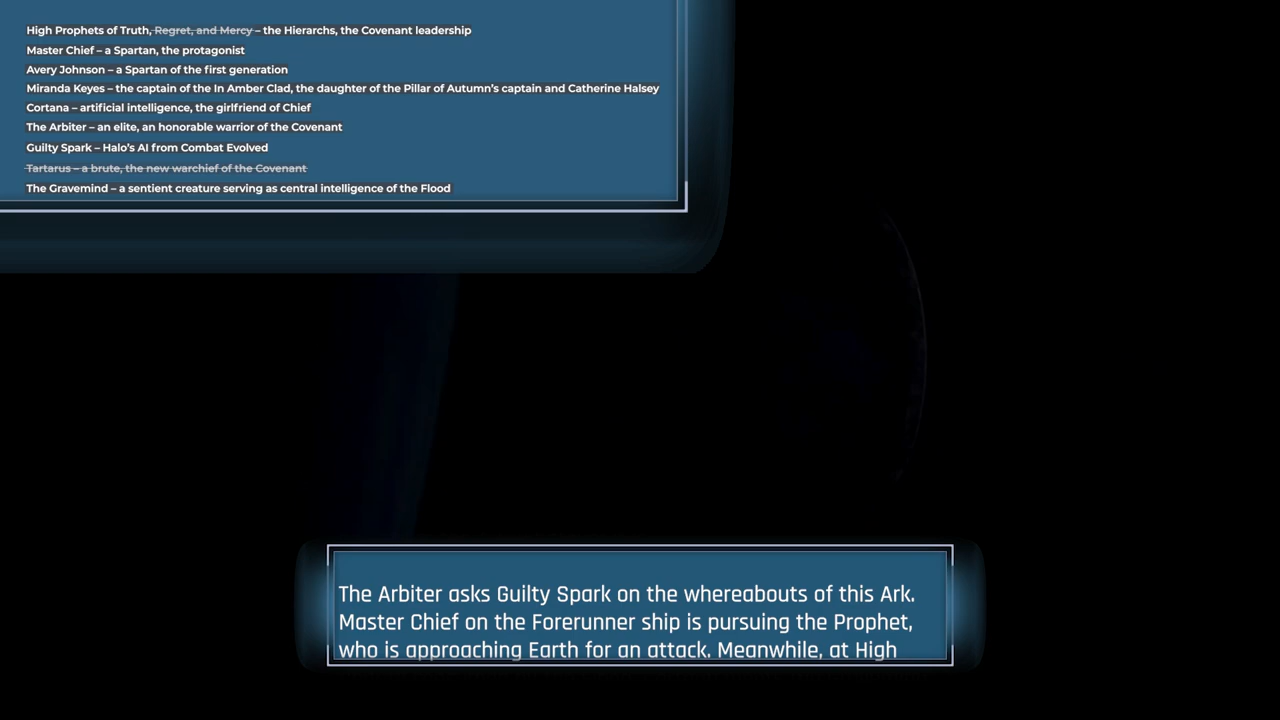 High Prophets of Truth, Regret, and Mercy – the Hierarchs, the Covenant leadership
Master Chief – a Spartan, the protagonist
Avery Johnson – a Spartan of the first generation
Miranda Keyes – the captain of the In Amber Clad, the daughter of the Pillar of Autumn's captain and Catherine Halsey
Cortana – artificial intelligence, the girlfriend of Chief
The Arbiter – an elite, an honorable warrior of the Covenant
Guilty Spark – Halo's AI from Combat Evolved
Tartarus – a brute, the new warchief of the Covenant
The Gravemind – a sentient creature serving as central intelligence of the Flood
The Arbiter asks Guilty Spark on the whereabouts of this Ark.
Master Chief on the Forerunner ship is pursuing the Prophet,
who is approaching Earth for an attack. Meanwhile, at High